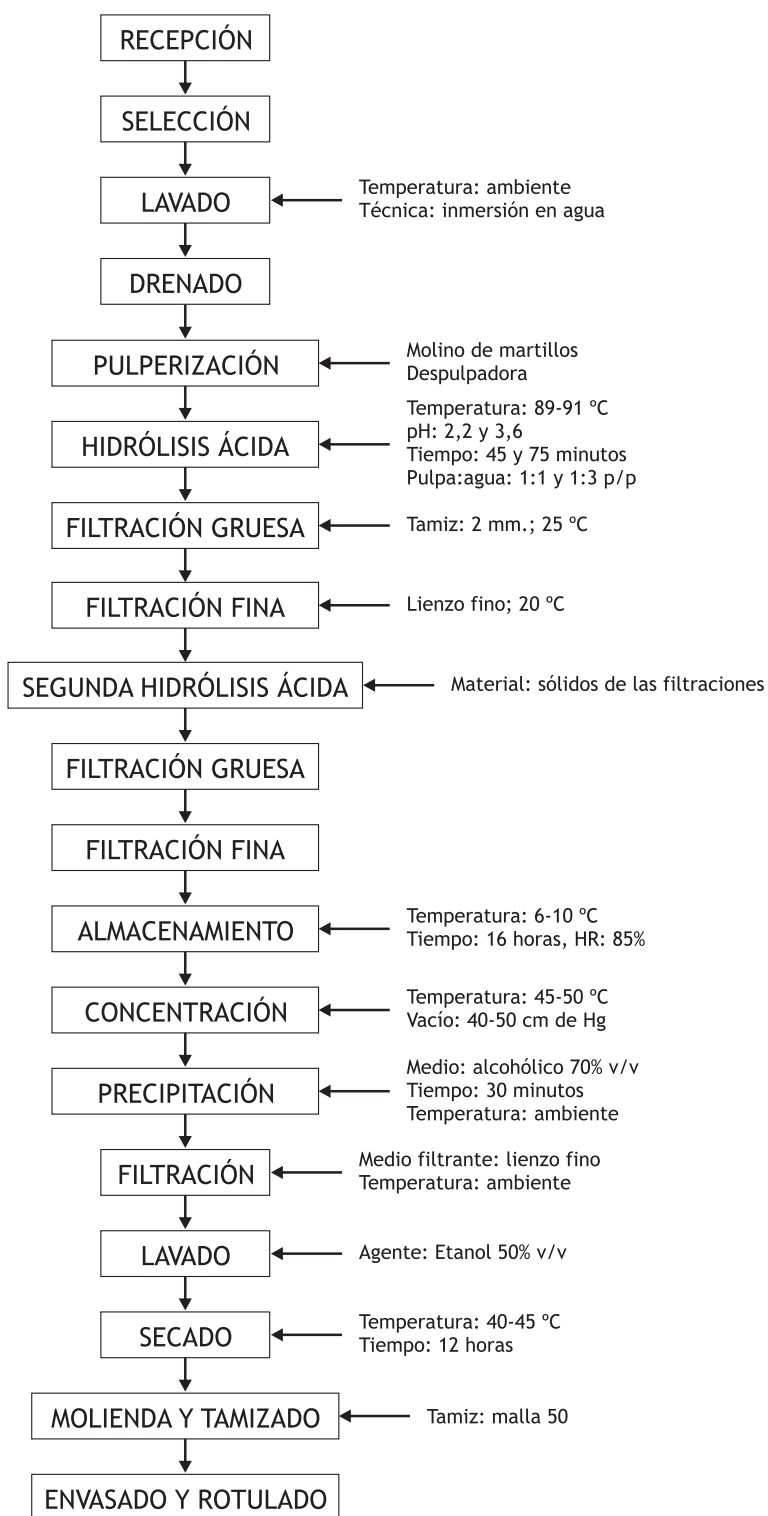 RECEPCIÓN
SELECCIÓN
LAVADO
Temperatura: ambiente
Técnica: inmersión en agua
DRENADO
PULPERIZACIÓN
Molino de martillos
Despulpadora
HIDRÓLISIS ÁCIDA
Temperatura: 89-91 ºC
pH: 2,2 y 3,6
Tiempo: 45 y 75 minutos
Pulpa:agua: 1:1 y 1:3 p/p
FILTRACIÓN GRUESA
Tamiz: 2 mm.; 25 ºC
FILTRACIÓN FINA
Lienzo fino; 20 ºC
SEGUNDA HIDRÓLISIS ÁCIDA
Material: sólidos de las filtraciones
FILTRACIÓN GRUESA
FILTRACIÓN FINA
ALMACENAMIENTO
Temperatura: 6-10 ºC
Tiempo: 16 horas, HR: 85%
CONCENTRACIÓN
Temperatura: 45-50 ºC
Vacío: 40-50 cm de Hg
PRECIPITACIÓN
Medio: alcohólico 70% v/v
Tiempo: 30 minutos
Temperatura: ambiente
FILTRACIÓN
Medio filtrante: lienzo fino
Temperatura: ambiente
LAVADO
Agente: Etanol 50% v/v
SECADO
Temperatura: 40-45 ºC
Tiempo: 12 horas
MOLIENDA Y TAMIZADO
Tamiz: malla 50
ENVASADO Y ROTULADO